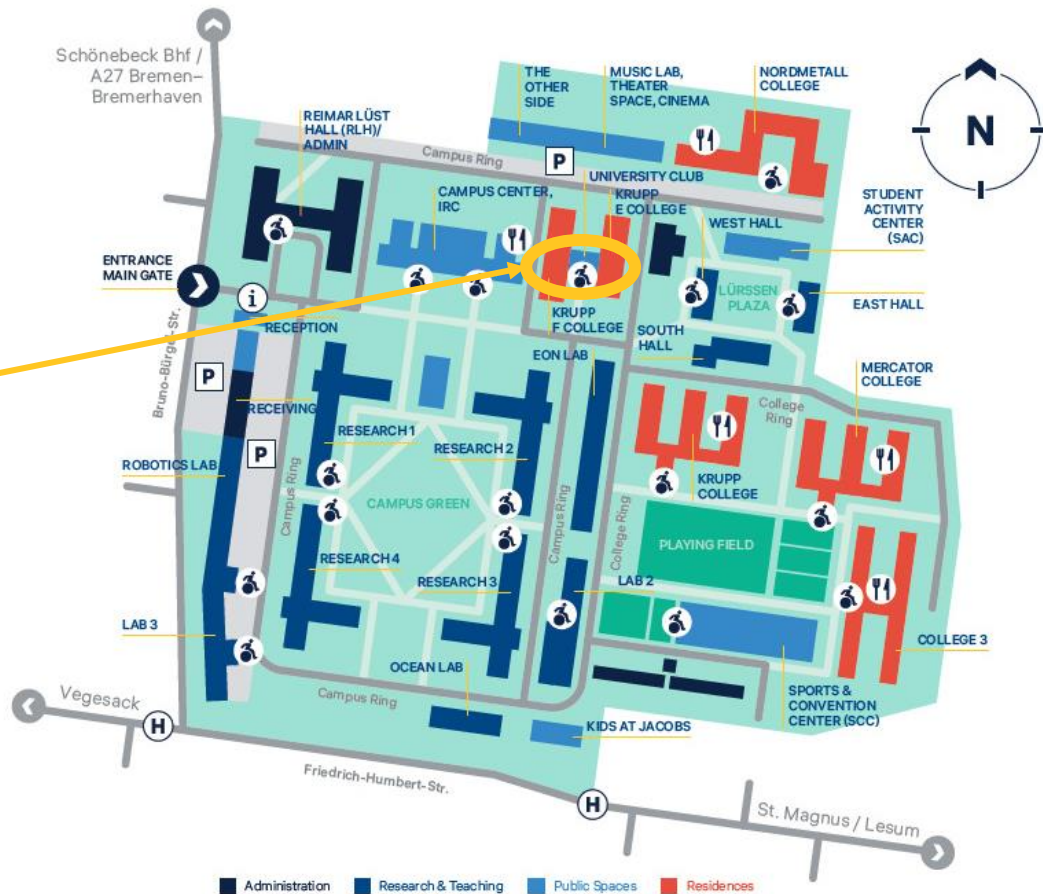 Schönebeck Bhf /
A27 Bremen–
Bremerhaven
THE
OTHER
SIDE
MUSIC LAB,
THEATER
SPACE, CINEMA
NORDMETALL
COLLEGE
N
REIMAR LÜST
HALL (RLH)/
ADMIN
Campus Ring
P
UNIVERSITY CLUB
CAMPUS CENTER,
IRC
KRUPP
E COLLEGE
WEST HALL
STUDENT
ACTIVITY
CENTER
(SAC)
ENTRANCE
MAIN GATE
i
LÜRSSEN
PLAZA
EAST HALL
RECEPTION
KRUPP
F COLLEGE
SOUTH
HALL
Bruno-Bürgel-Str.
EON LAB
MERCATOR
COLLEGE
P
RECEIVING
College
Ring
RESEARCH 1
RESEARCH 2
P
ROBOTICS LAB
KRUPP
COLLEGE
Campus Ring
CAMPUS GREEN
Campus Ring
College Ring
PLAYING FIELD
RESEARCH 4
RESEARCH 3
LAB 2
LAB 3
COLLEGE 3
OCEAN LAB
Campus Ring
SPORTS &
CONVENTION
CENTER (SCC)
Vegesack
H
KIDS AT JACOBS
Friedrich-Humbert-Str.
H
St. Magnus / Lesum
Administration
Research & Teaching
Public Spaces
Residences